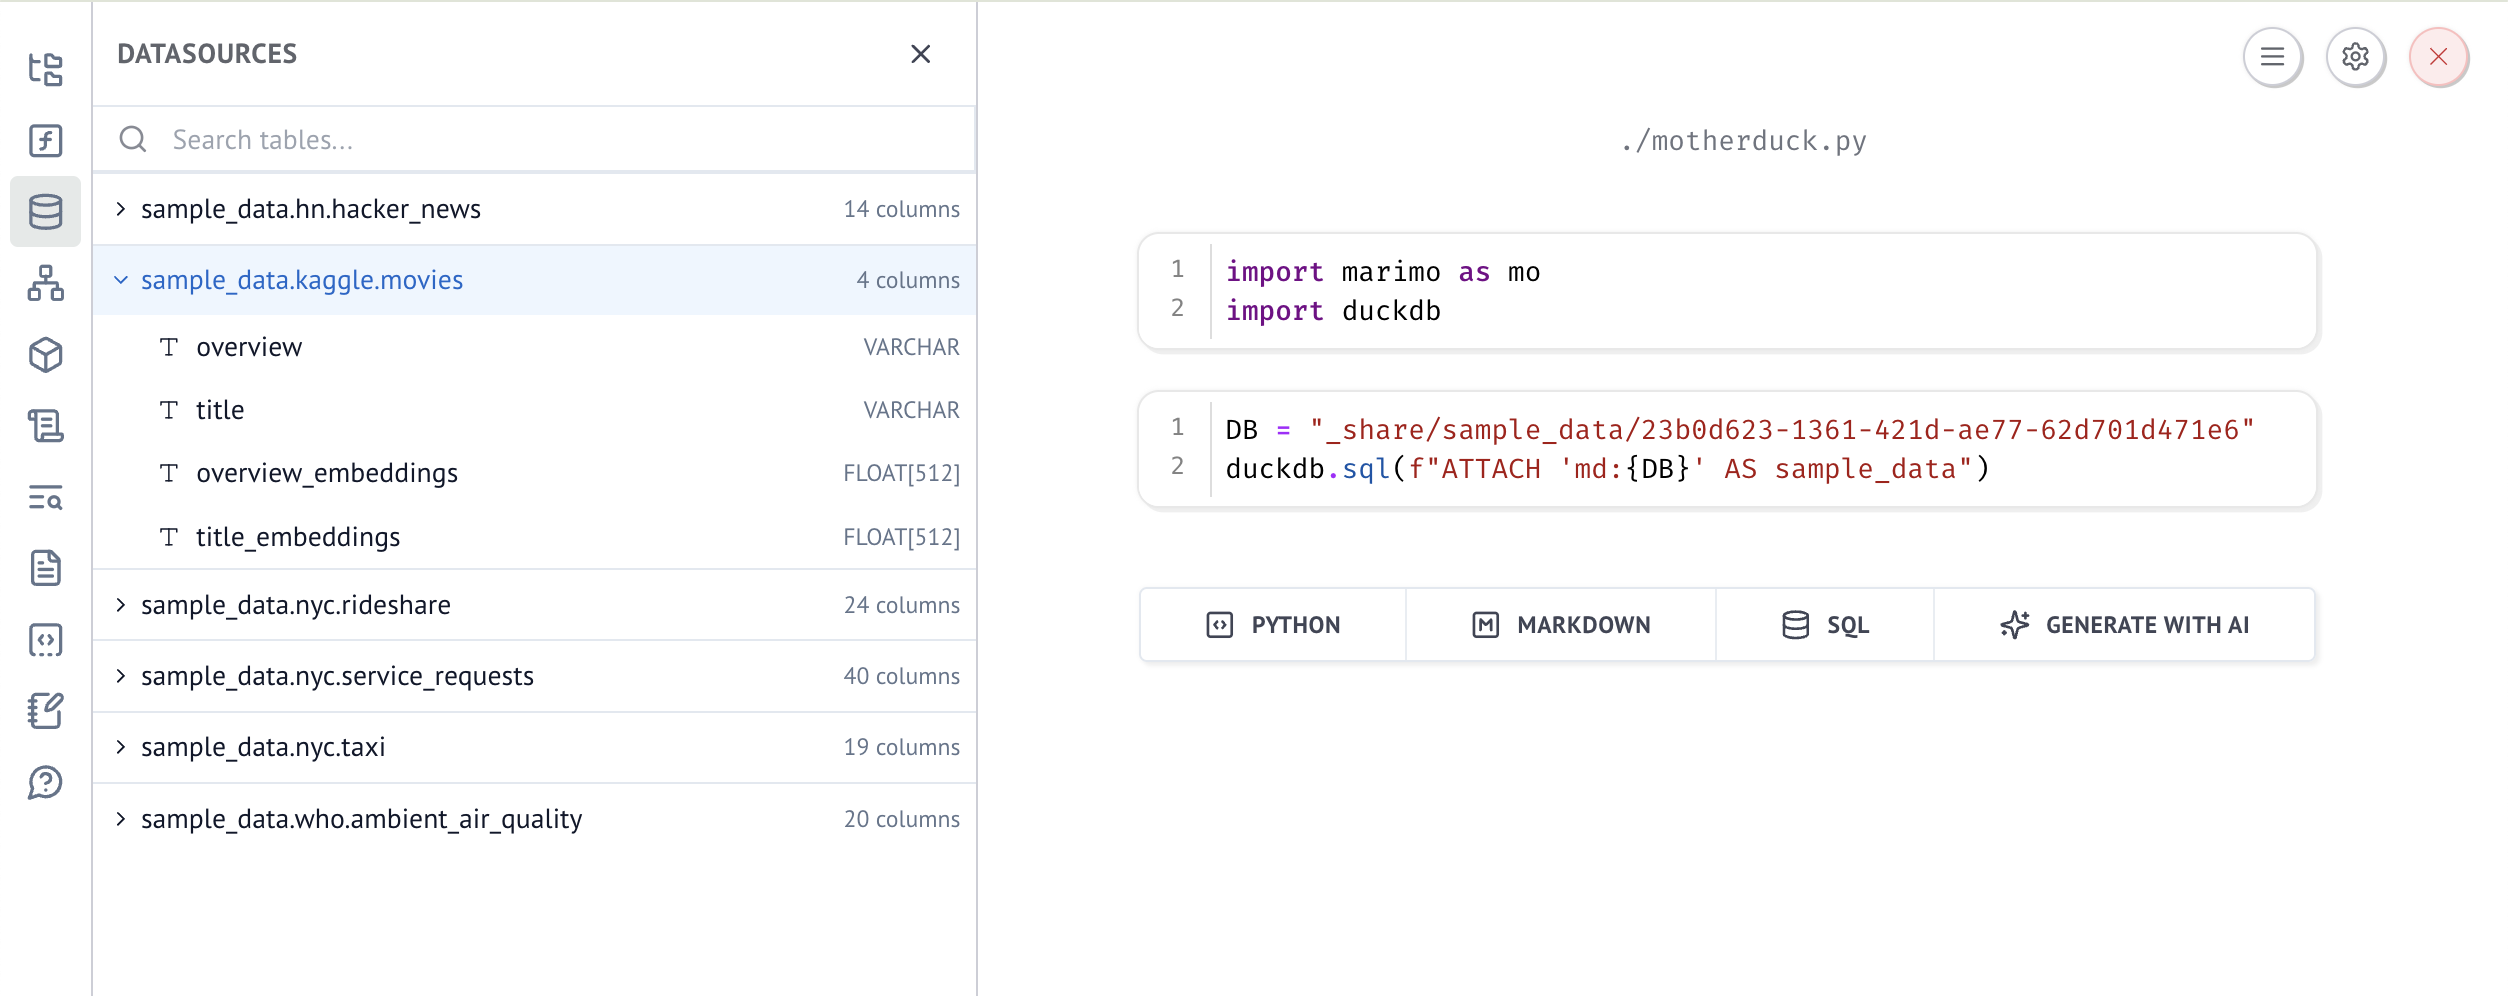 DATASOURCES
Search tables...
sample_data.hn.hacker_news 14 columns
sample_data.kaggle.movies 4 columns
overview VARCHAR
title VARCHAR
overview_embeddings FLOAT[512]
title_embeddings FLOAT[512]
sample_data.nyc.rideshare 24 columns
sample_data.nyc.service_requests 40 columns
sample_data.nyc.taxi 19 columns
sample_data.who.ambient_air_quality 20 columns
./motherduck.py
1 import marimo as mo
2 import duckdb
1 DB = "_share/sample_data/23b0d623-1361-421d-ae77-62d701d471e6"
2 duckdb.sql(f"ATTACH 'md:{DB}' AS sample_data")
PYTHON MARKDOWN SQL GENERATE WITH AI